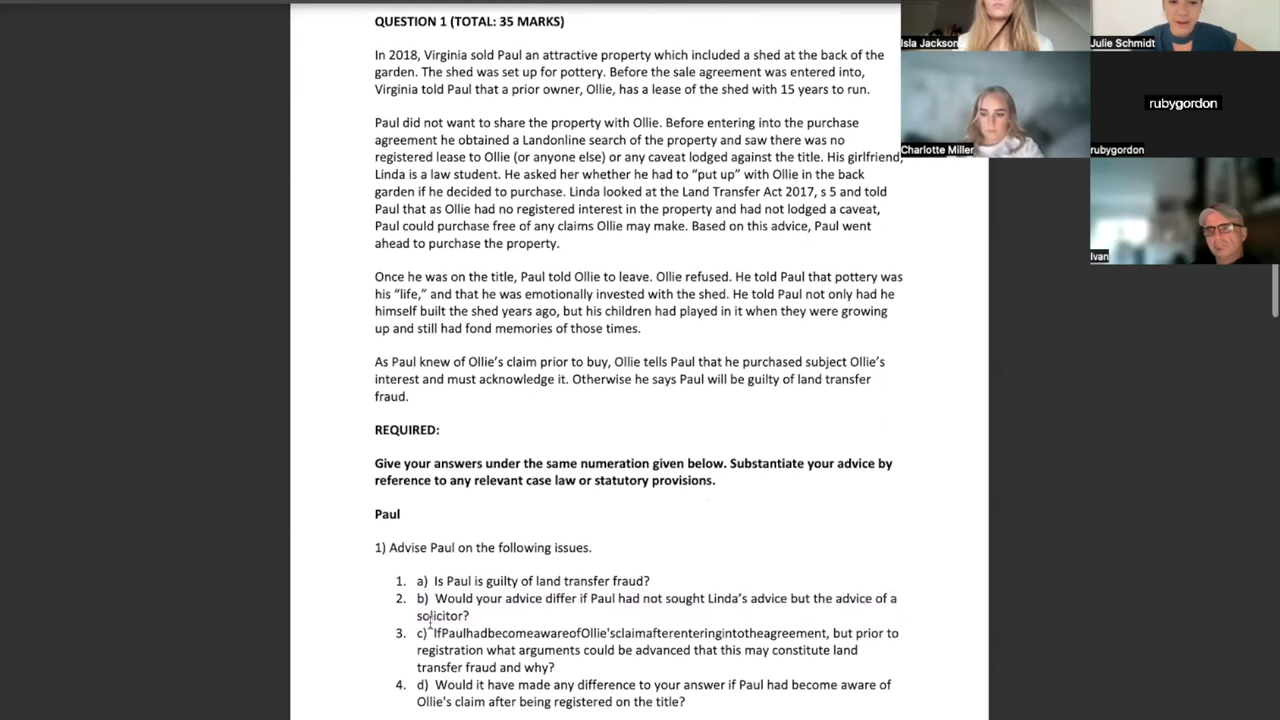 QUESTION 1 (TOTAL: 35 MARKS)
In 2018, Virginia sold Paul an attractive property which included a shed at the back of the
garden. The shed was set up for pottery. Before the sale agreement was entered into,
Virginia told Paul that a prior owner, Ollie, has a lease of the shed with 15 years to run.
Paul did not want to share the property with Ollie. Before entering into the purchase
agreement he obtained a Landonline search of the property and saw there was no
registered lease to Ollie (or anyone else) or any caveat lodged against the title. His girlfriend,
Linda is a law student. He asked her whether he had to “put up” with Ollie in the back
garden if he decided to purchase. Linda looked at the Land Transfer Act 2017, s 5 and told
Paul that as Ollie had no registered interest in the property and had not lodged a caveat,
Paul could purchase free of any claims Ollie may make. Based on this advice, Paul went
ahead to purchase the property.
Once he was on the title, Paul told Ollie to leave. Ollie refused. He told Paul that pottery was
his “life,” and that he was emotionally invested with the shed. He told Paul not only had he
himself built the shed years ago, but his children had played in it when they were growing
up and still had fond memories of those times.
As Paul knew of Ollie’s claim prior to buy, Ollie tells Paul that he purchased subject Ollie’s
interest and must acknowledge it. Otherwise he says Paul will be guilty of land transfer
fraud.
REQUIRED:
Give your answers under the same numeration given below. Substantiate your advice by
reference to any relevant case law or statutory provisions.
Paul
1) Advise Paul on the following issues.
1. a) Is Paul is guilty of land transfer fraud?
2. b) Would your advice differ if Paul had not sought Linda’s advice but the advice of a
solicitor?
3. c) IfPaulhadbecomeawareofOllie'sclaimafterenteringintotheagreement, but prior to
registration what arguments could be advanced that this may constitute land
transfer fraud and why?
4. d) Would it have made any difference to your answer if Paul had become aware of
Ollie's claim after being registered on the title?
Isla Jackson
Julie Schmidt
Charlotte Miller
rubygordon
rubygordon
Ivan